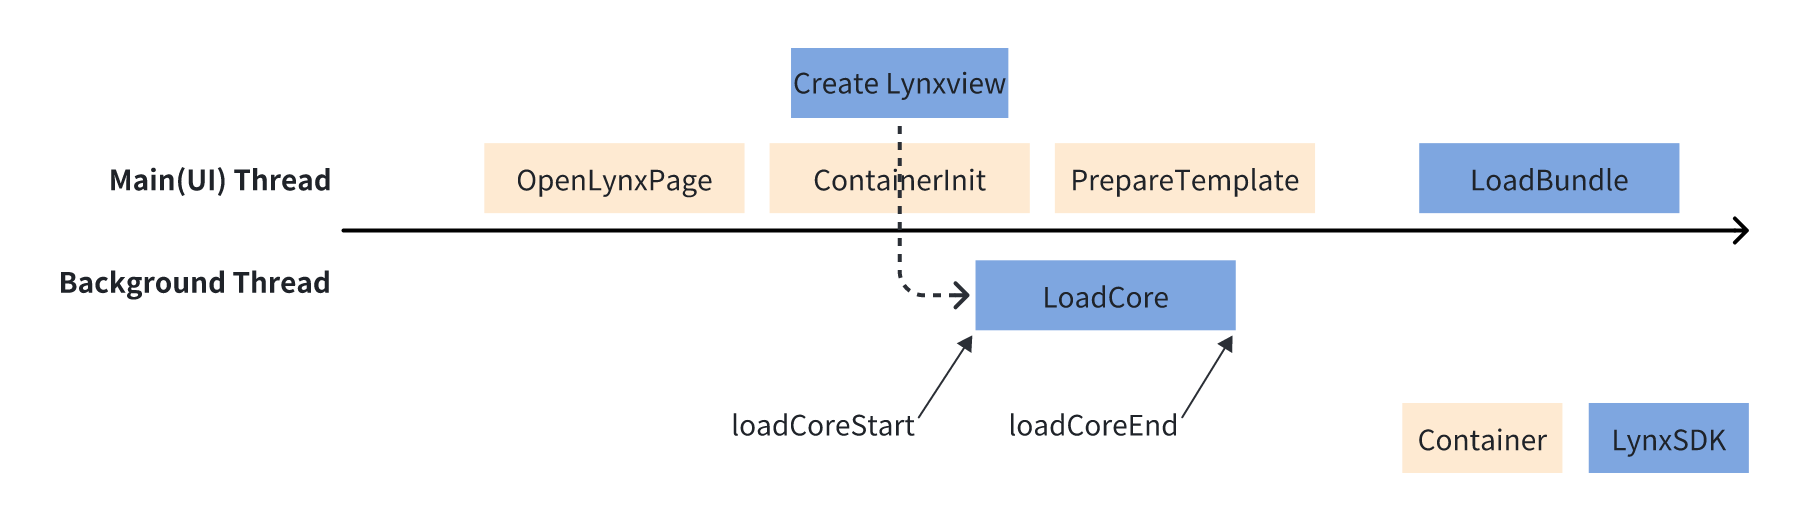 Create Lynxview
Main(UI) Thread
OpenLynxPage
ContainerInit
PrepareTemplate
LoadBundle
Background Thread
LoadCore
loadCoreStart
loadCoreEnd
Container
LynxSDK